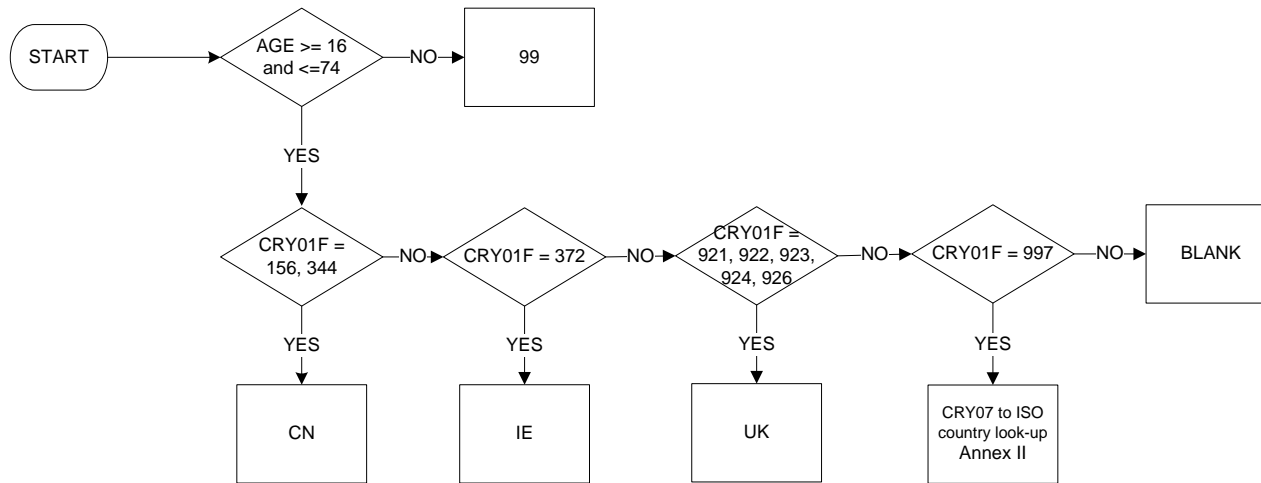 START
AGE >= 16
and <=74
NO
99
YES
CRY01F =
156, 344
NO
CRY01F = 372
NO
CRY01F =
921, 922, 923,
924, 926
NO
CRY01F = 997
NO
BLANK
YES
YES
YES
YES
CN
IE
UK
CRY07 to ISO
country look-up
Annex II